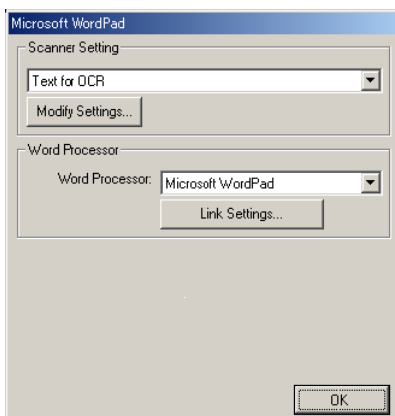 Microsoft WordPad
Scanner Setting
Text for OCR
Modify Settings...
Word Processor
Word Processor: Microsoft WordPad
Link Settings...
OK